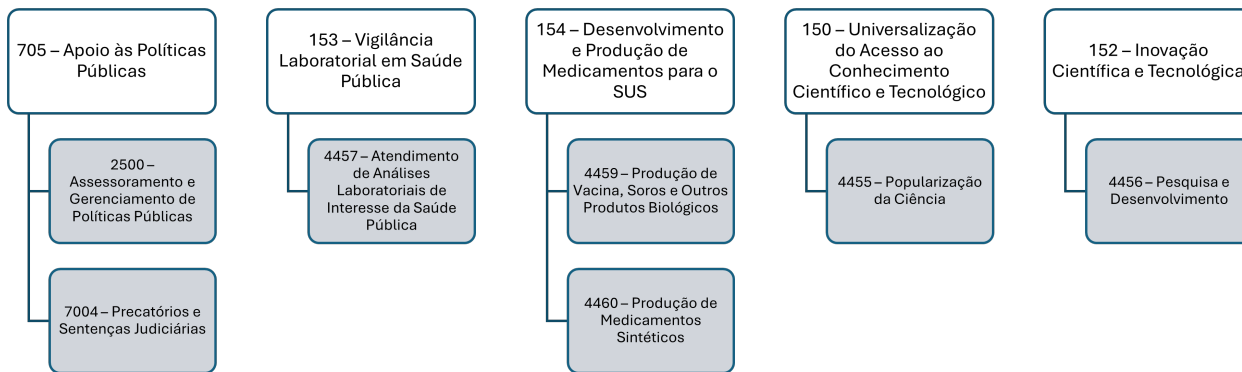 705 – Apoio às Políticas
Públicas
153 – Vigilância
Laboratorial em Saúde
Pública
154 – Desenvolvimento
e Produção de
Medicamentos para o
SUS
150 – Universalização
do Acesso ao
Conhecimento
Científico e Tecnológico
152 – Inovação
Científica e Tecnológica
2500 –
Assessoramento e
Gerenciamento de
Políticas Públicas
4457 – Atendimento
de Análises
Laboratoriais de
Interesse da Saúde
Pública
4459 – Produção de
Vacina, Soros e Outros
Produtos Biológicos
4455 – Popularização
da Ciência
4456 – Pesquisa e
Desenvolvimento
7004 – Precatórios e
Sentenças Judiciárias
4460 – Produção de
Medicamentos
Sintéticos